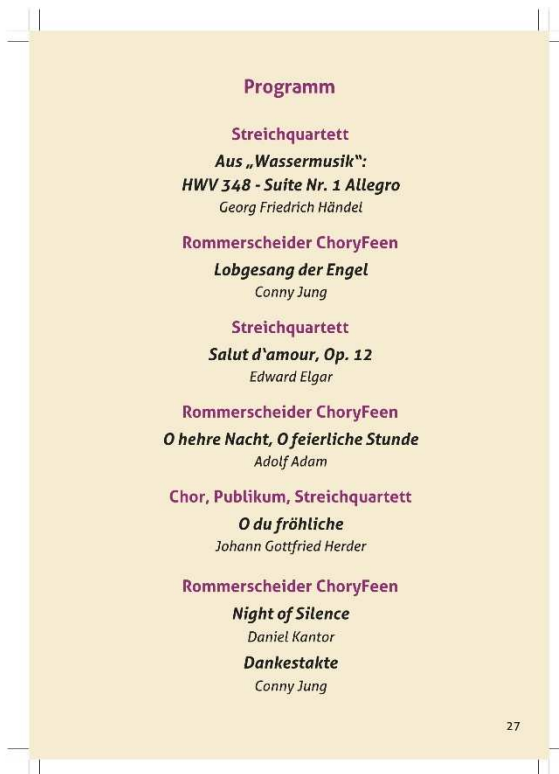 Programm
Streichquartett
Aus „Wassermusik“:
HWV 348 - Suite Nr. 1 Allegro
Georg Friedrich Händel
Rommerscheider ChoryFeen
Lobgesang der Engel
Conny Jung
Streichquartett
Salut d‘amour, Op. 12
Edward Elgar
Rommerscheider ChoryFeen
O hehre Nacht, O feierliche Stunde
Adolf Adam
Chor, Publikum, Streichquartett
O du fröhliche
Johann Gottfried Herder
Rommerscheider ChoryFeen
Night of Silence
Daniel Kantor
Dankestakte
Conny Jung
27